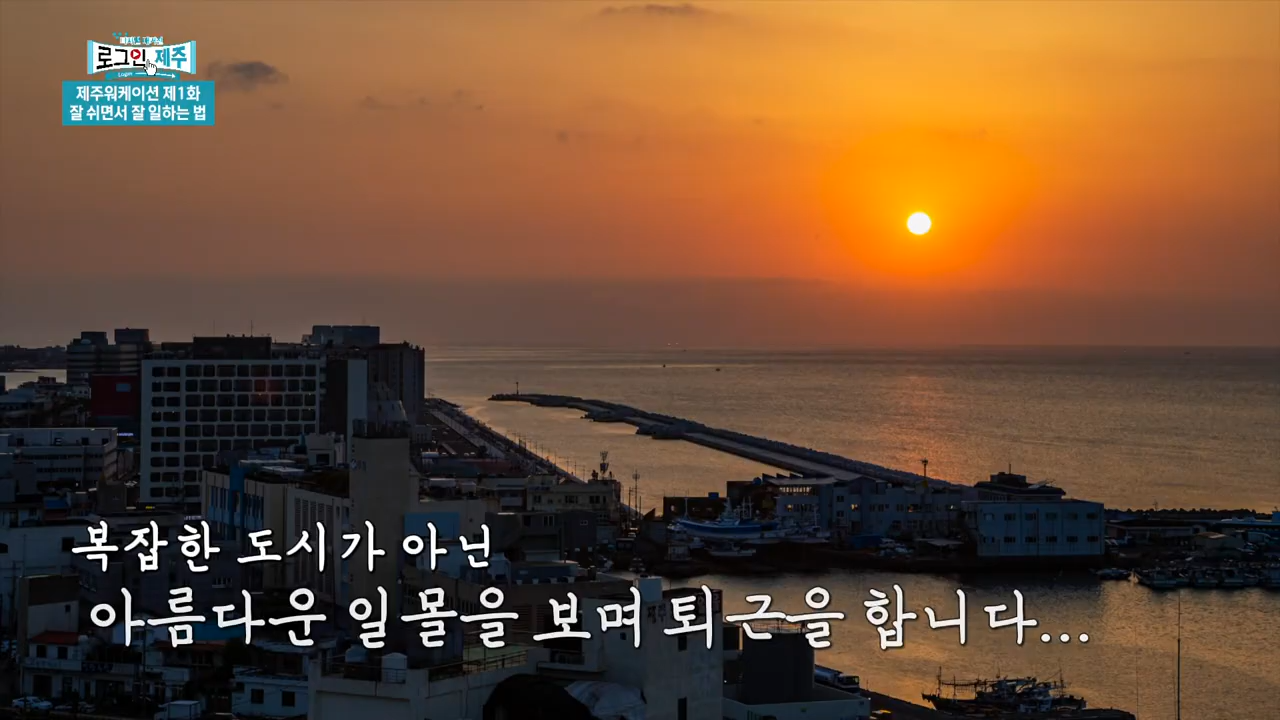 로그인 제주
Login
제주워케이션 제1화
잘 쉬면서 잘 일하는 법
복잡한 도시가 아닌
아름다운 일몰을 보며 퇴근을 합니다...